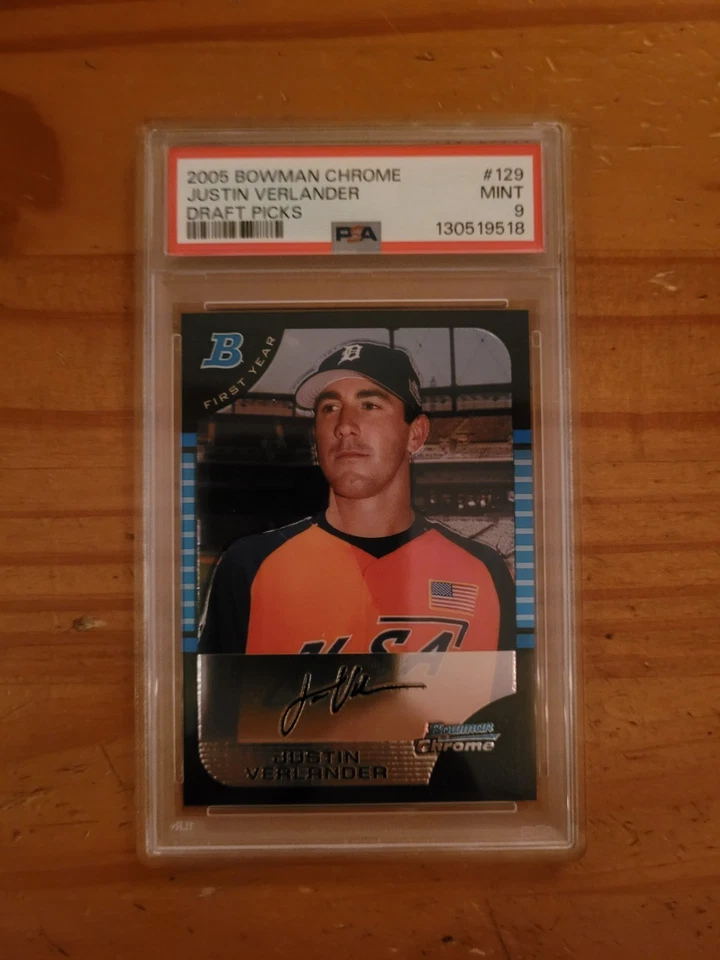 2005 BOWMAN CHROME #129
JUSTIN VERLANDER MINT
DRAFT PICKS 9
PSA 130519518
B
FIRST YEAR
D
USA
Bowman
Chrome
JUSTIN
VERLANDER